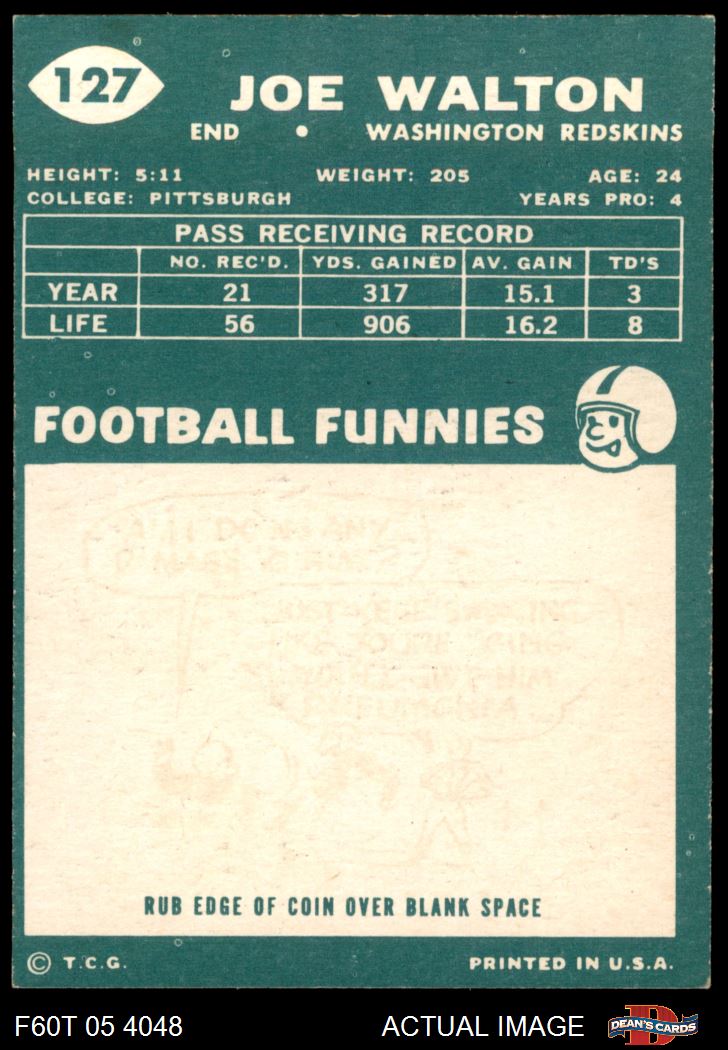 127
JOE WALTON
END • WASHINGTON REDSKINS
HEIGHT: 5:11 WEIGHT: 205 AGE: 24
COLLEGE: PITTSBURGH YEARS PRO: 4
PASS RECEIVING RECORD
NO. REC'D. YDS. GAINED AV. GAIN TD'S
YEAR 21 317 15.1 3
LIFE 56 906 16.2 8
FOOTBALL FUNNIES
ANY
HIM
RUB EDGE OF COIN OVER BLANK SPACE
© T.C.G. PRINTED IN U.S.A.
F60T 05 4048 ACTUAL IMAGE DEAN'S CARDS